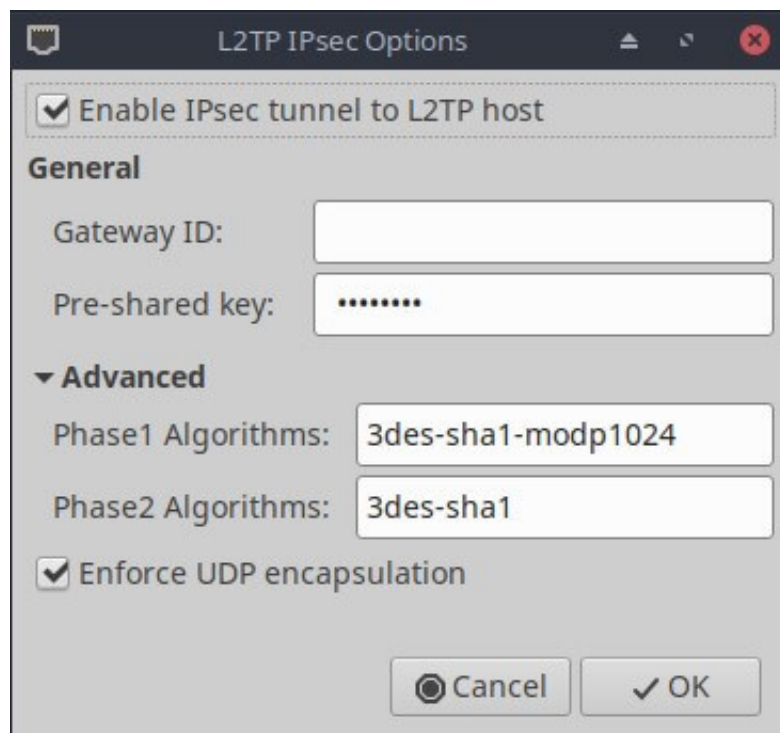 L2TP IPsec Options
Enable IPsec tunnel to L2TP host
General
Gateway ID:
Pre-shared key: ••••••••
Advanced
Phase1 Algorithms: 3des-sha1-modp1024
Phase2 Algorithms: 3des-sha1
Enforce UDP encapsulation
Cancel OK